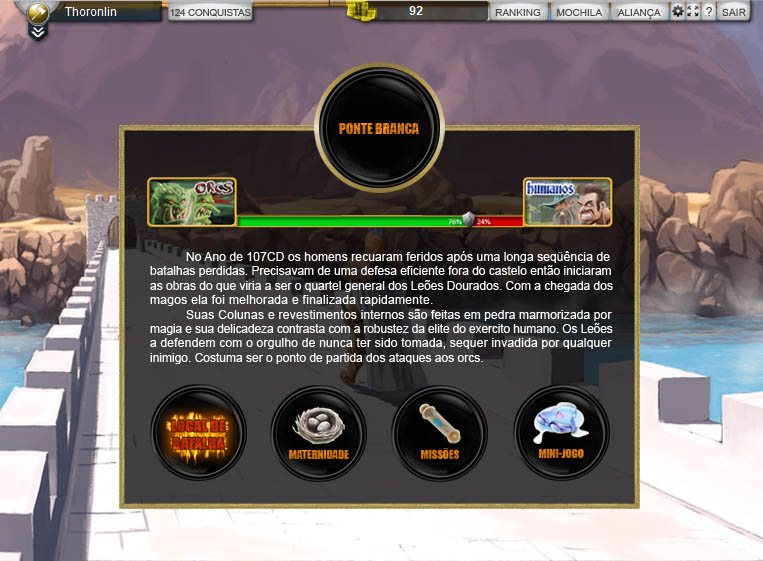 Thoronlin
124 CONQUISTAS
92
RANKING
MOCHILA
ALIANÇA
?
SAIR
PONTE BRANCA
ORCS
humanos
76%
24%
No Ano de 107CD os homens recuaram feridos após uma longa seqüência de
batalhas perdidas. Precisavam de uma defesa eficiente fora do castelo então iniciaram
as obras do que viria a ser o quartel general dos Leões Dourados. Com a chegada dos
magos ela foi melhorada e finalizada rapidamente.
Suas Colunas e revestimentos internos são feitas em pedra marmorizada por
magia e sua delicadeza contrasta com a robustez da elite do exercito humano. Os Leões
a defendem com o orgulho de nunca ter sido tomada, sequer invadida por qualquer
inimigo. Costuma ser o ponto de partida dos ataques aos orcs.
LOCAL DE
BATALHA
MATERNIDADE
MISSÕES
MINI-JOGO